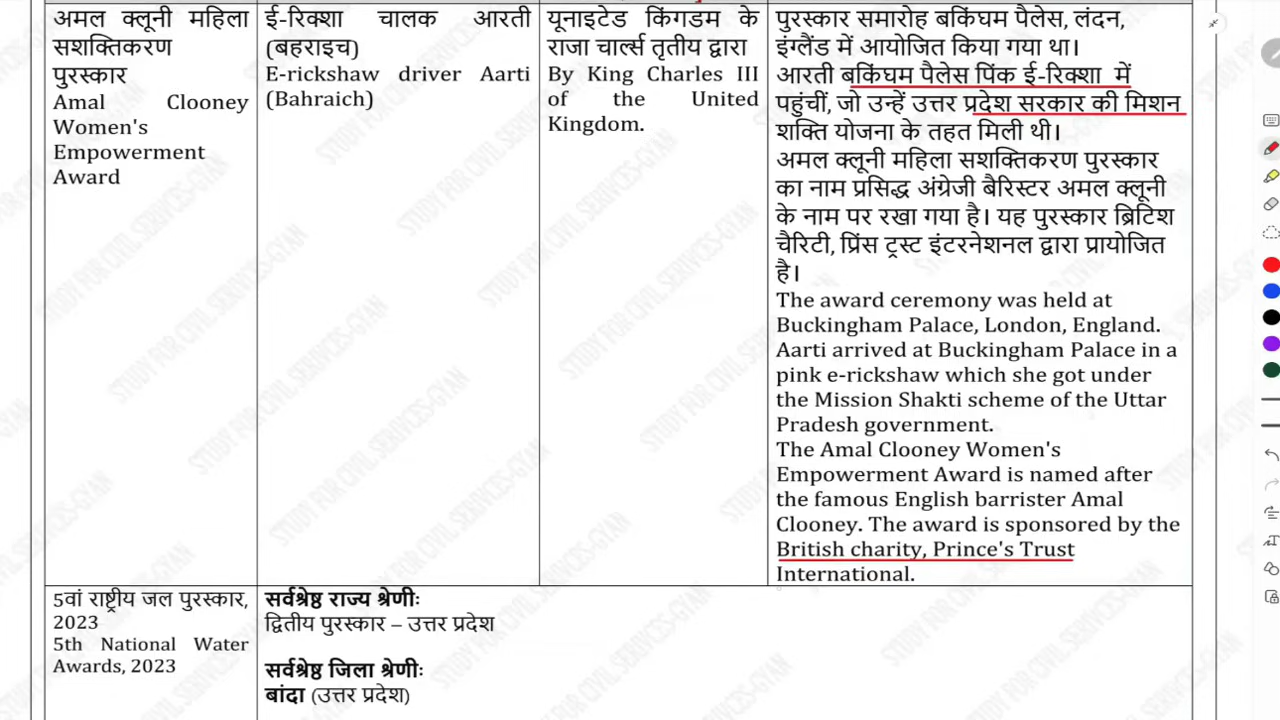 अमल क्लूनी महिला
सशक्तिकरण
पुरस्कार
Amal Clooney
Women's
Empowerment
Award
ई-रिक्शा चालक आरती
(बहराइच)
E-rickshaw driver Aarti
(Bahraich)
यूनाइटेड किंगडम के
राजा चार्ल्स तृतीय द्वारा
By King Charles III
of the United
Kingdom.
पुरस्कार समारोह बकिंघम पैलेस, लंदन,
इंग्लैंड में आयोजित किया गया था।
आरती बकिंघम पैलेस पिंक ई-रिक्शा में
पहुंचीं, जो उन्हें उत्तर प्रदेश सरकार की मिशन
शक्ति योजना के तहत मिली थी।
अमल क्लूनी महिला सशक्तिकरण पुरस्कार
का नाम प्रसिद्ध अंग्रेजी बैरिस्टर अमल क्लूनी
के नाम पर रखा गया है। यह पुरस्कार ब्रिटिश
चैरिटी, प्रिंस ट्रस्ट इंटरनेशनल द्वारा प्रायोजित
है।
The award ceremony was held at
Buckingham Palace, London, England.
Aarti arrived at Buckingham Palace in a
pink e-rickshaw which she got under
the Mission Shakti scheme of the Uttar
Pradesh government.
The Amal Clooney Women's
Empowerment Award is named after
the famous English barrister Amal
Clooney. The award is sponsored by the
British charity, Prince's Trust
International.
5वां राष्ट्रीय जल पुरस्कार,
2023
5th National Water
Awards, 2023
सर्वश्रेष्ठ राज्य श्रेणीः
द्वितीय पुरस्कार – उत्तर प्रदेश
सर्वश्रेष्ठ जिला श्रेणीः
बांदा (उत्तर प्रदेश)